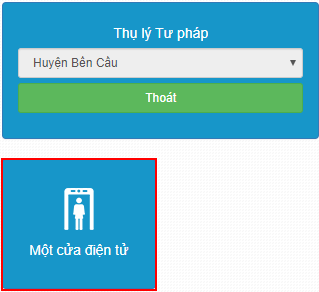 Thụ lý Tư pháp
Huyện Bến Cầu
Thoát
Một cửa điện tử